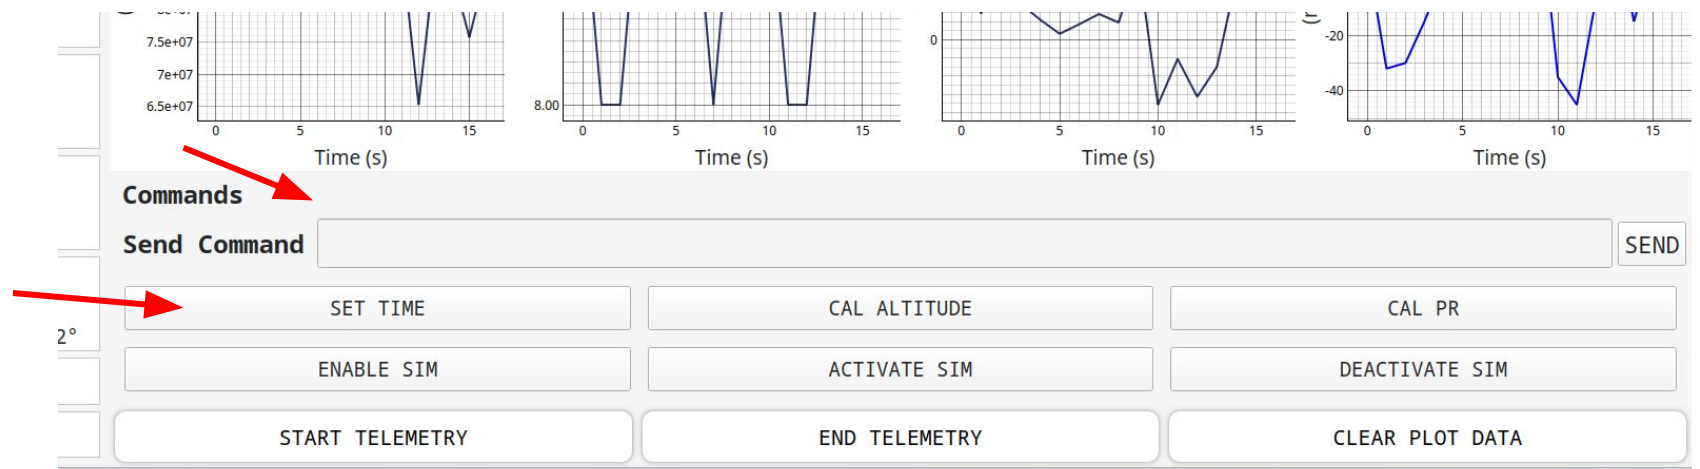 7.5e+07
7e+07
6.5e+07
0 5 10 15
Time (s)
8.00
0 5 10 15
Time (s)
0
0 5 10 15
Time (s)
-20
-40
0 5 10 15
Time (s)
Commands
Send Command SEND
SET TIME CAL ALTITUDE CAL PR
2°
ENABLE SIM ACTIVATE SIM DEACTIVATE SIM
START TELEMETRY END TELEMETRY CLEAR PLOT DATA